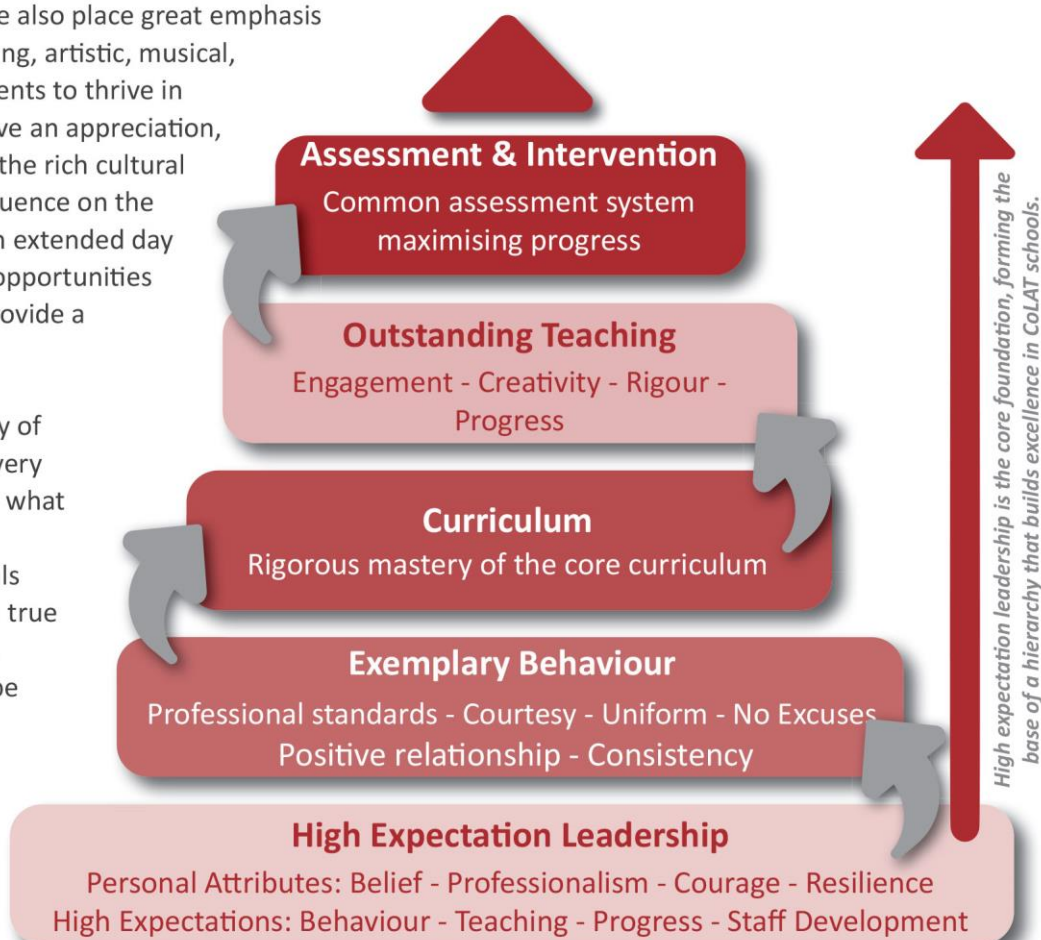 e also place great emphasis
ng, artistic, musical,
ents to thrive in
ve an appreciation,
the rich cultural
uence on the
n extended day
opportunities
ovide a
y of
very
what
ls
true
be
Assessment & Intervention
Common assessment system
maximising progress
Outstanding Teaching
Engagement - Creativity - Rigour -
Progress
Curriculum
Rigorous mastery of the core curriculum
Exemplary Behaviour
Professional standards - Courtesy - Uniform - No Excuses
Positive relationship - Consistency
High Expectation Leadership
Personal Attributes: Belief - Professionalism - Courage - Resilience
High Expectations: Behaviour - Teaching - Progress - Staff Development
High expectation leadership is the core foundation, forming the
base of a hierarchy that builds excellence in CoLAT schools.